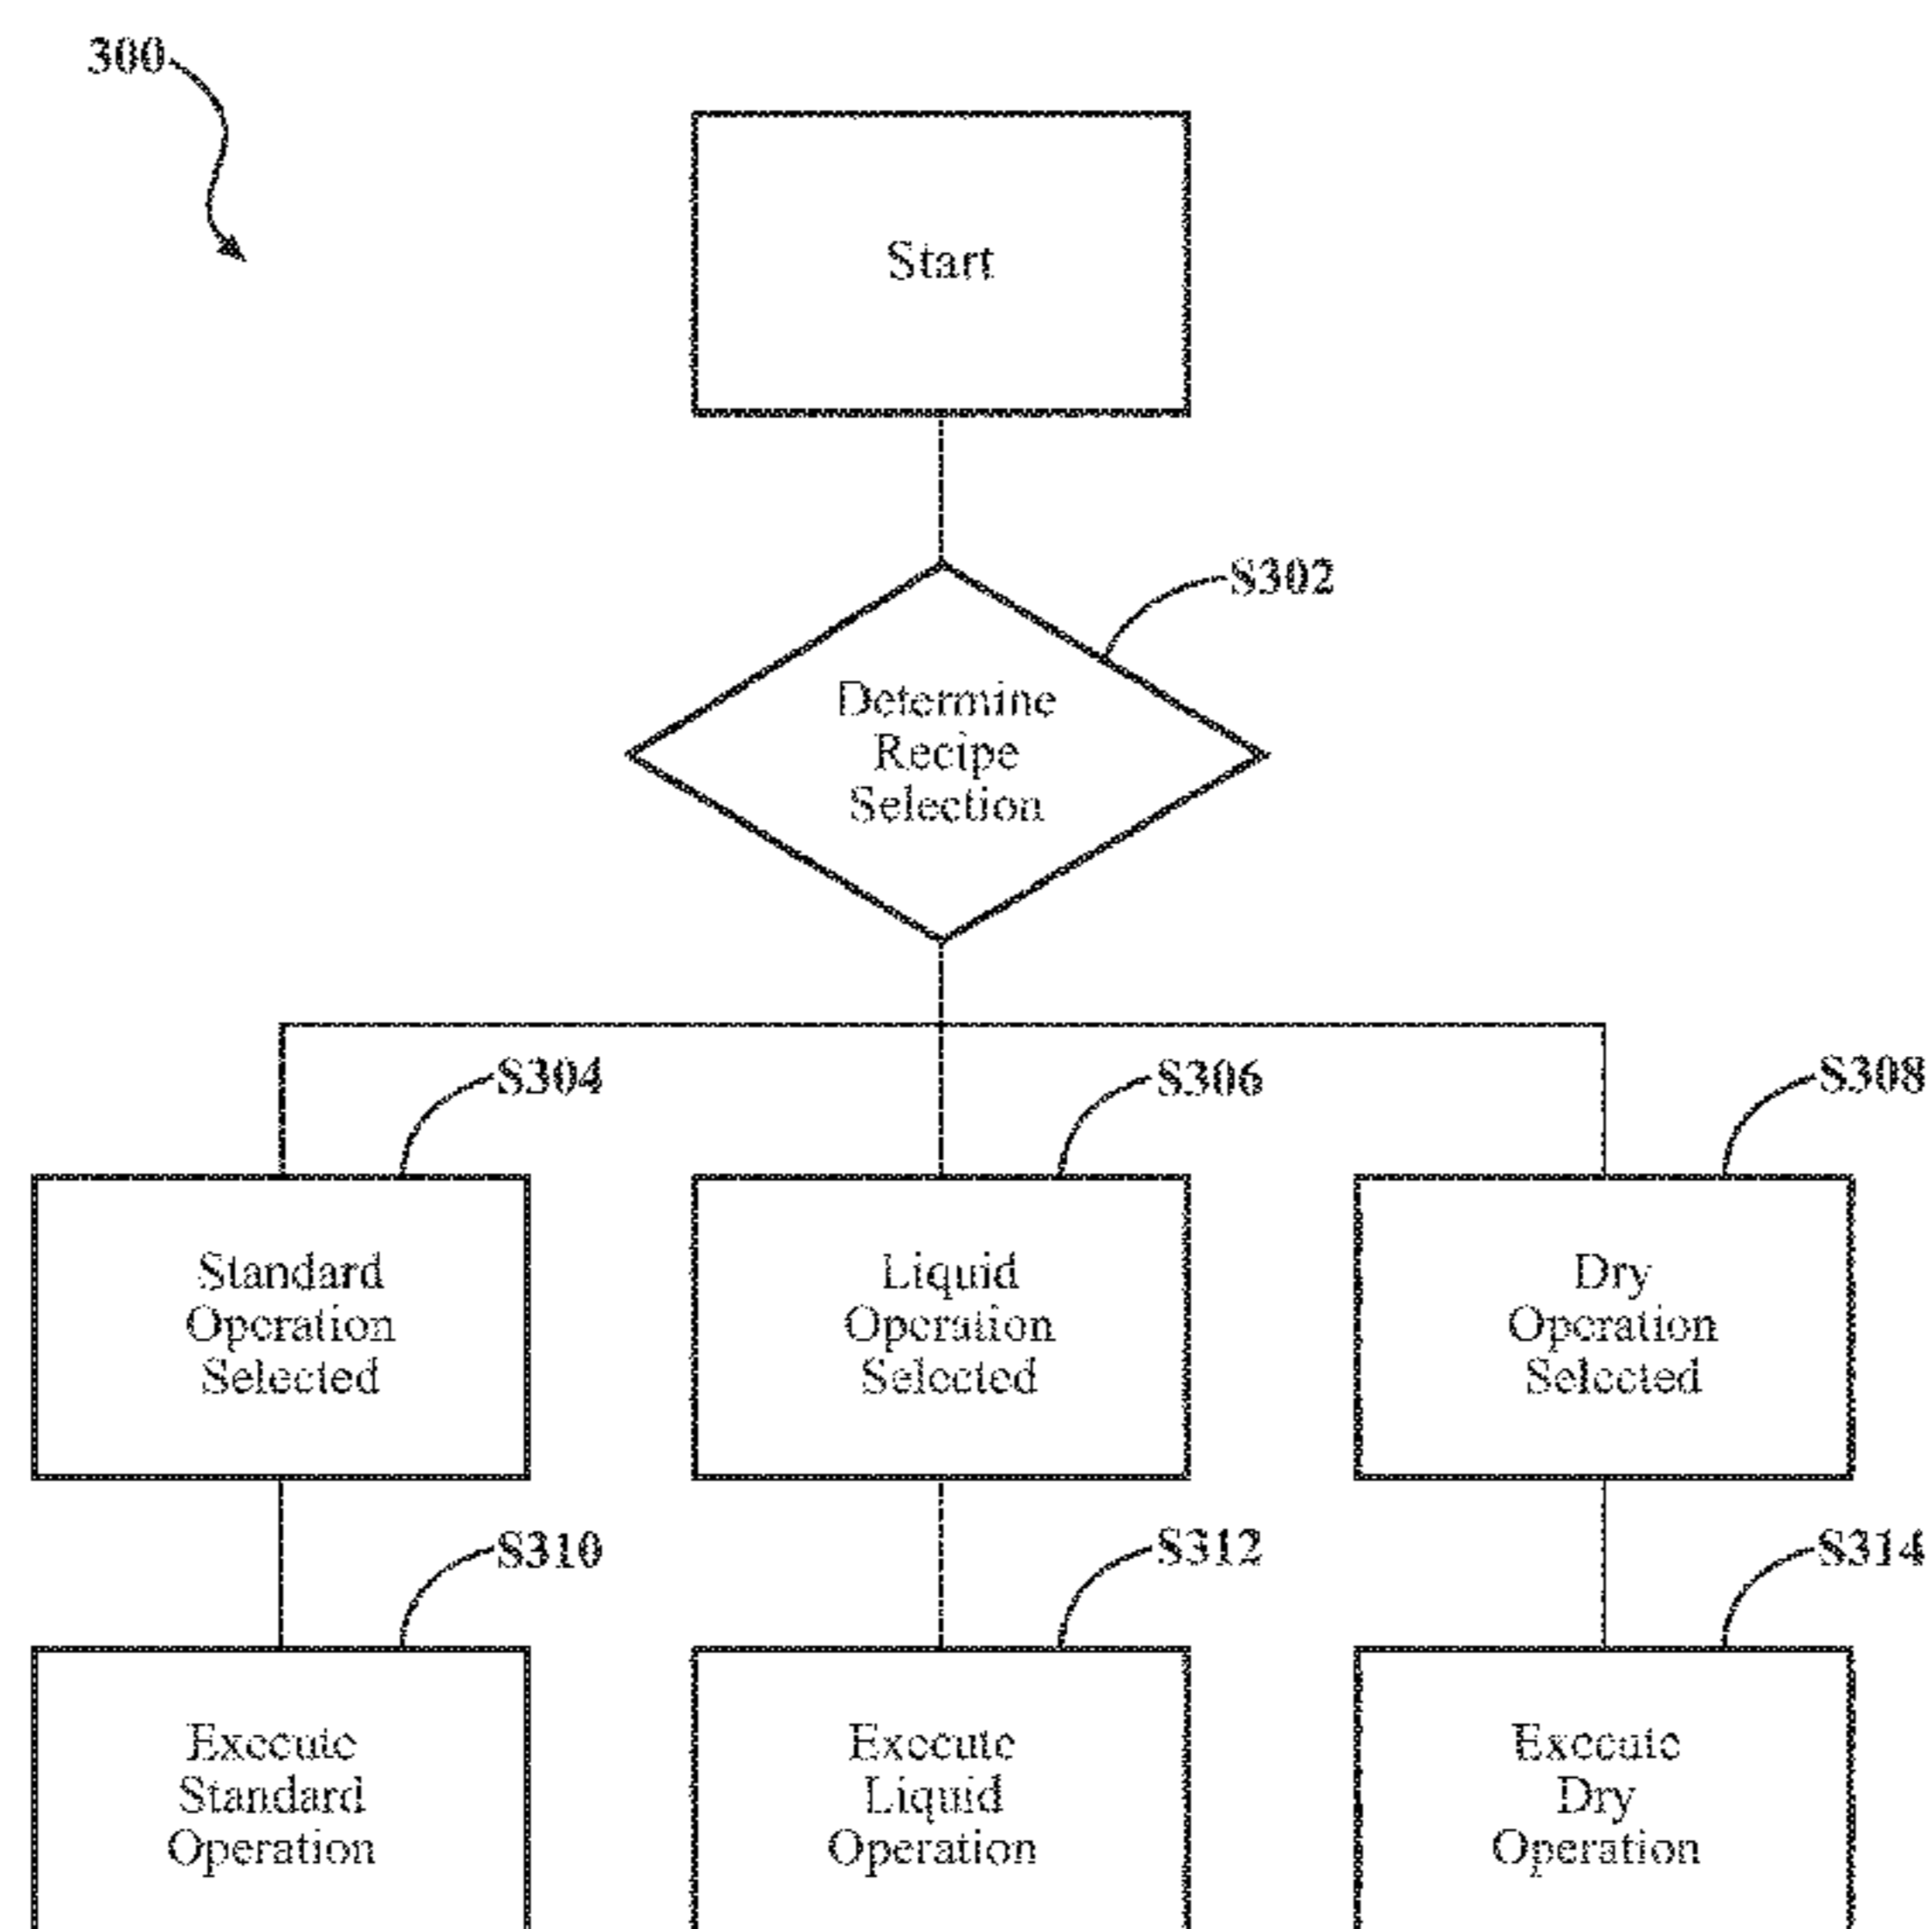 300
Start
S302
Determine
Recipe
Selection
S304
S306
S308
Standard
Operation
Selected
Liquid
Operation
Selected
Dry
Operation
Selected
S310
S312
S314
Execute
Standard
Operation
Execute
Liquid
Operation
Execute
Dry
Operation